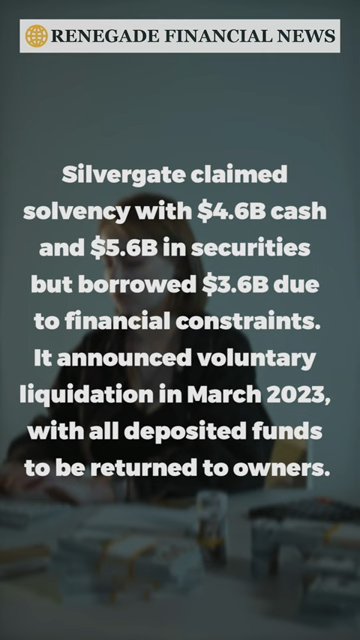 RENEGADE FINANCIAL NEWS
Silvergate claimed
solvency with $4.6B cash
and $5.6B in securities
but borrowed $3.6B due
to financial constraints.
It announced voluntary
liquidation in March 2023,
with all deposited funds
to be returned to owners.